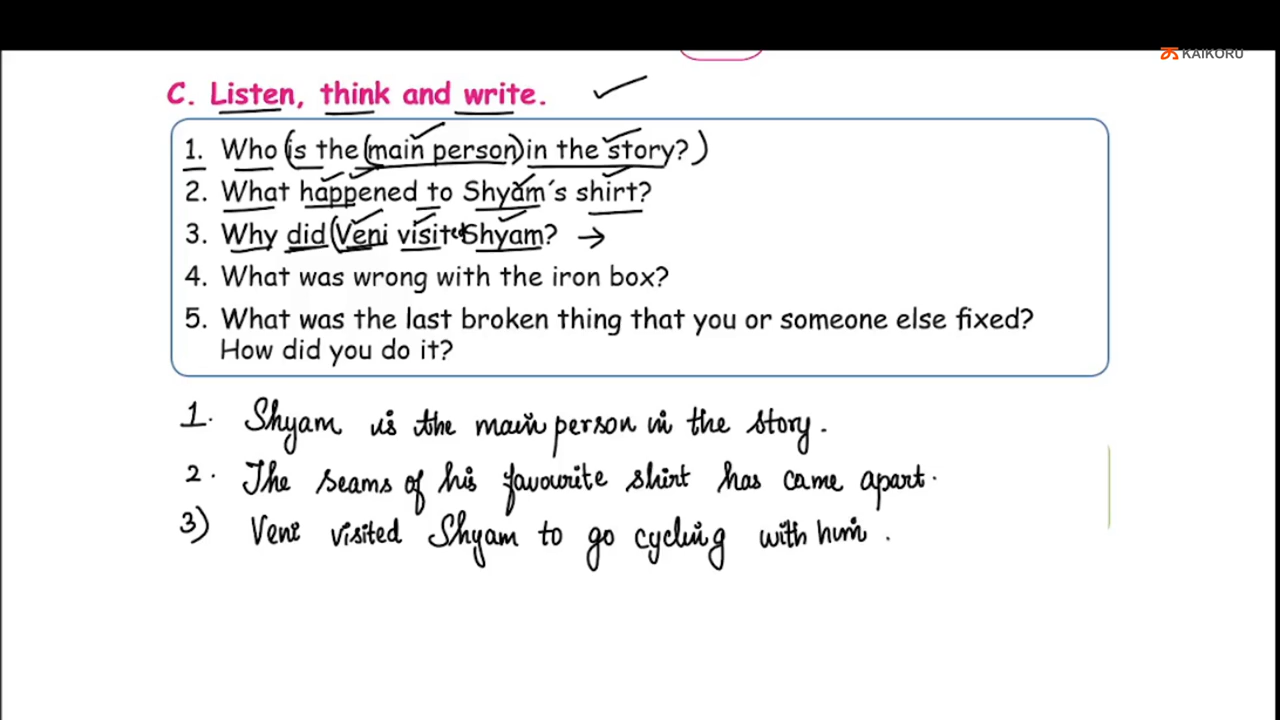 KAIKORU
C. Listen, think and write.
1. Who (is the (main person) in the story?)
2. What happened to Shyam's shirt?
3. Why did (Veni visit Shyam?
4. What was wrong with the iron box?
5. What was the last broken thing that you or someone else fixed?
How did you do it?
1. Shyam is the main person in the story.
2. The seams of his favourite shirt has came apart.
3) Veni visited Shyam to go cycling with him.